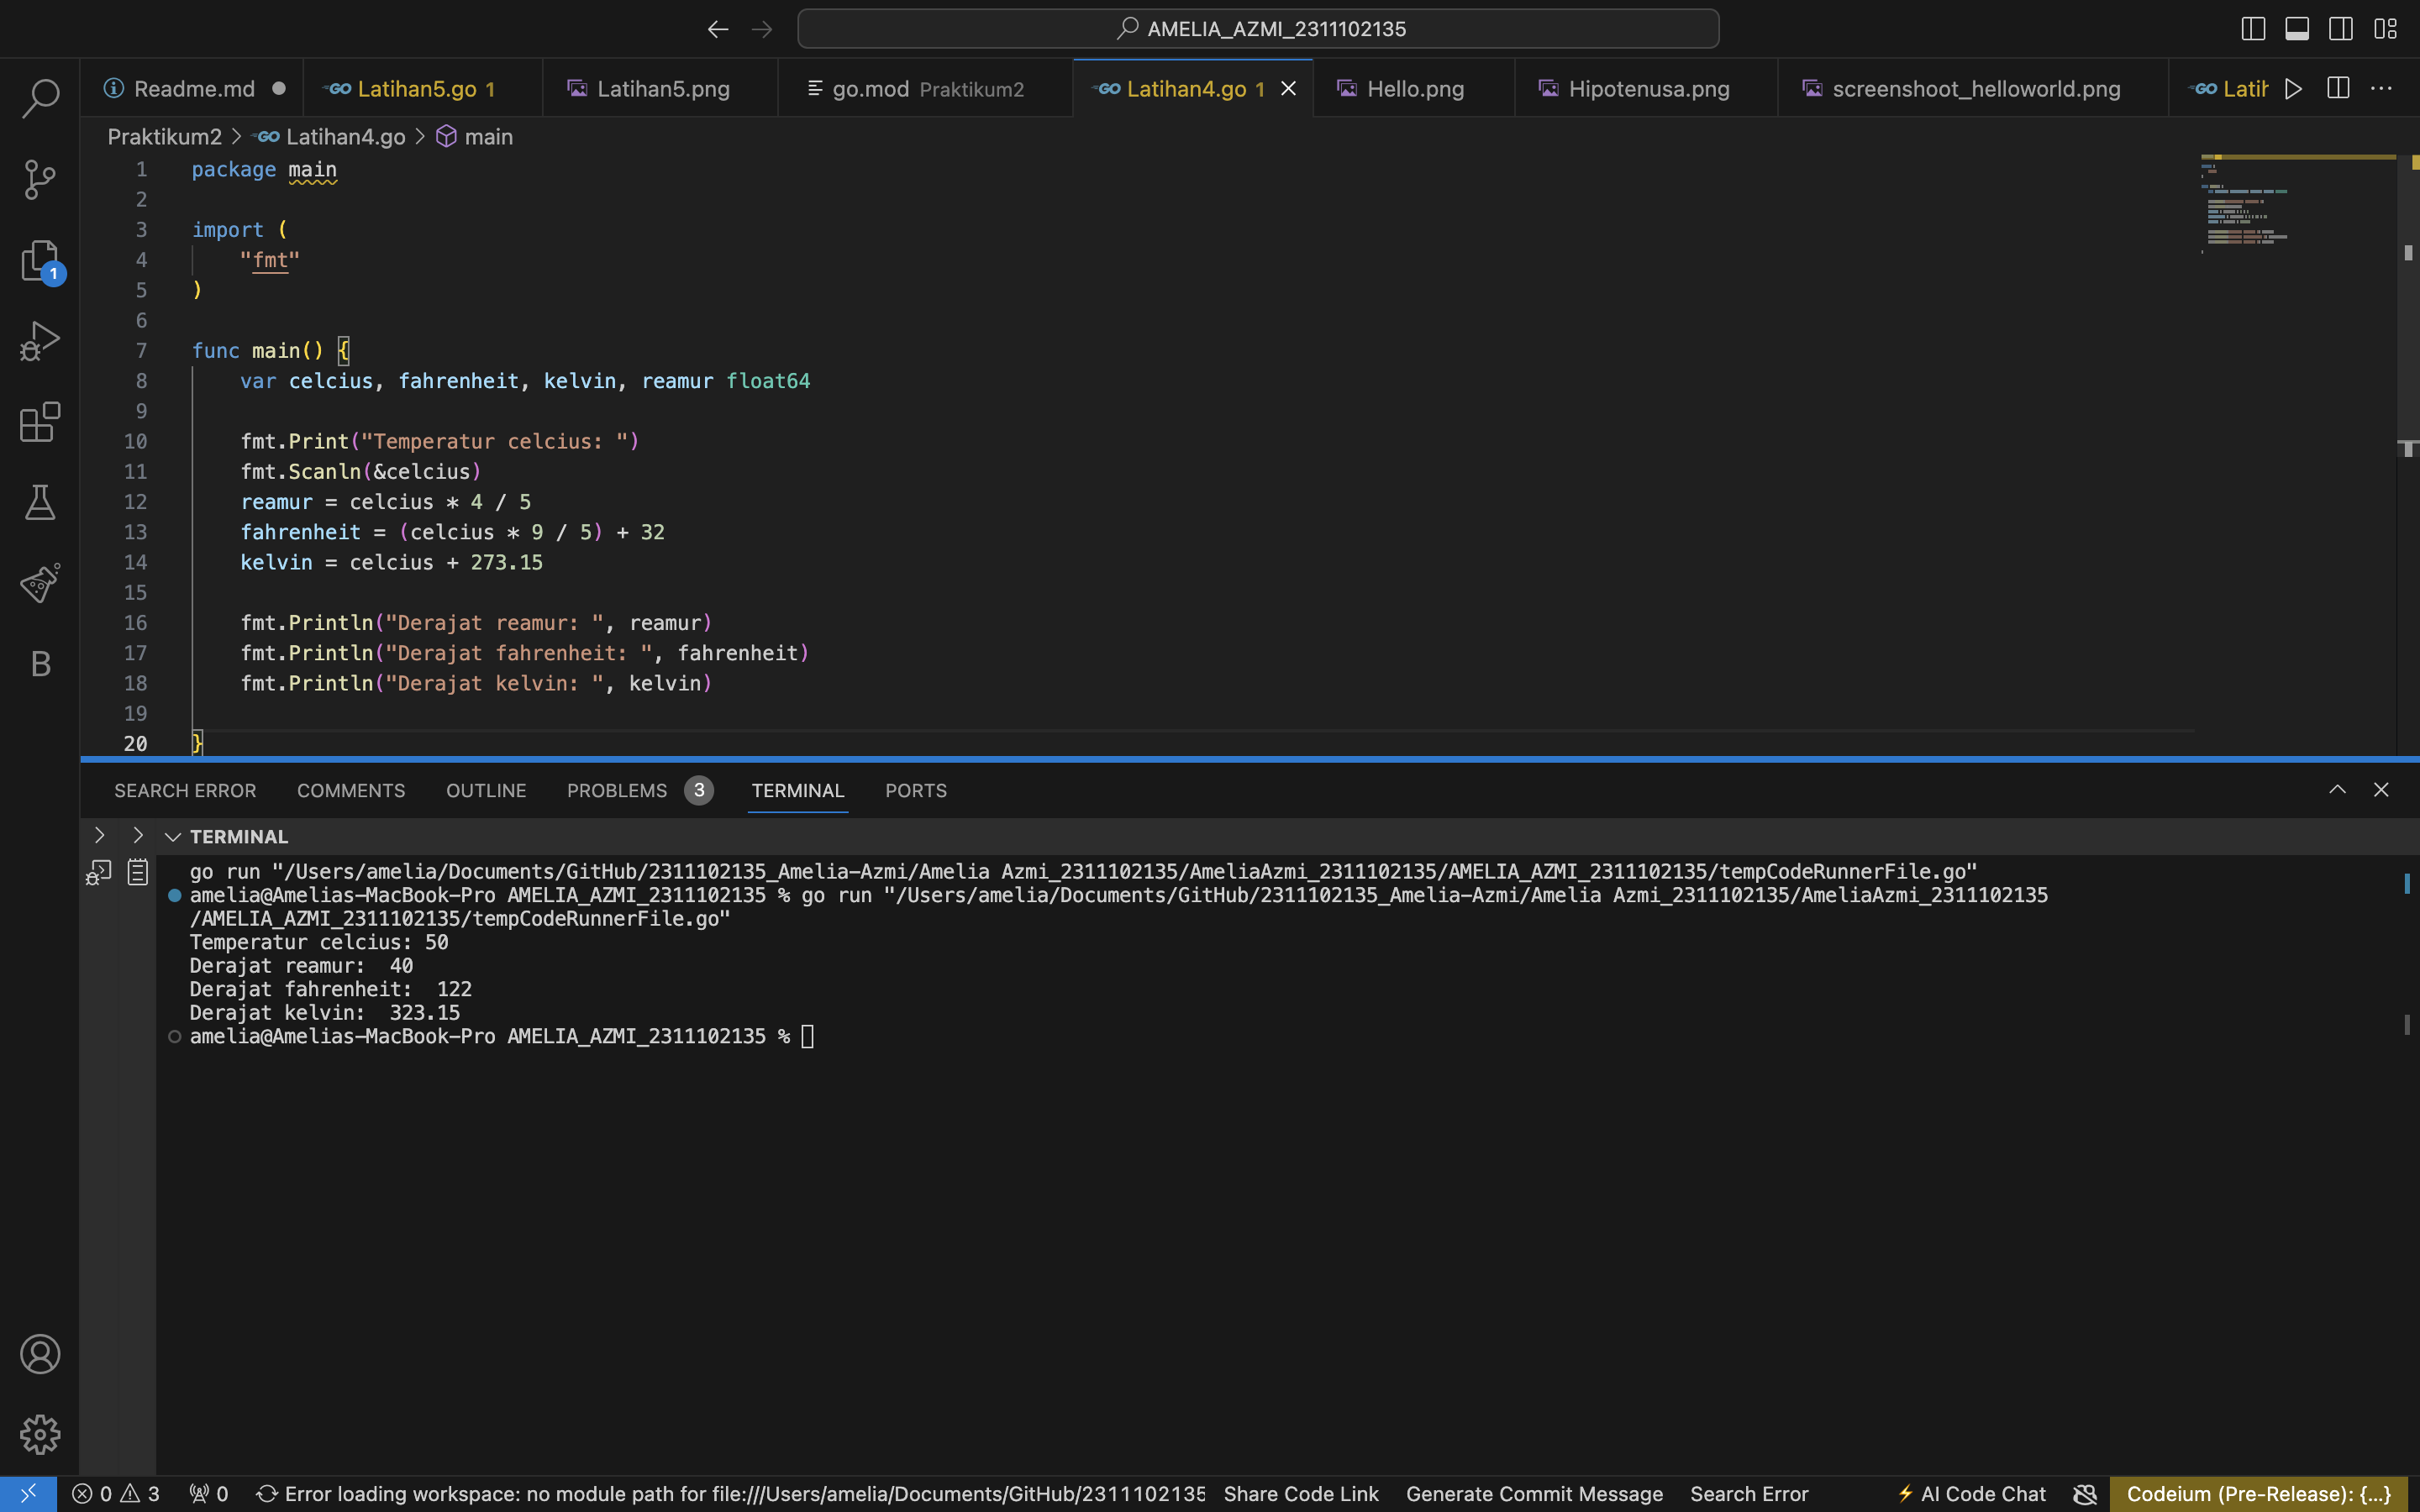 AMELIA_AZMI_2311102135
Readme.md
Latihan5.go 1
Latihan5.png
go.mod Praktikum2
Latihan4.go 1
Hello.png
Hipotenusa.png
screenshoot_helloworld.png
Latih
Praktikum2 > Latihan4.go > main
1 package main
2
3 import (
4 "fmt"
5 )
6
7 func main() {
8 var celcius, fahrenheit, kelvin, reamur float64
9
10 fmt.Print("Temperatur celcius: ")
11 fmt.Scanln(&celcius)
12 reamur = celcius * 4 / 5
13 fahrenheit = (celcius * 9 / 5) + 32
14 kelvin = celcius + 273.15
15
16 fmt.Println("Derajat reamur: ", reamur)
17 fmt.Println("Derajat fahrenheit: ", fahrenheit)
18 fmt.Println("Derajat kelvin: ", kelvin)
19
20 }
1
B
SEARCH ERROR COMMENTS OUTLINE PROBLEMS 3 TERMINAL PORTS
TERMINAL
go run "/Users/amelia/Documents/GitHub/2311102135_Amelia-Azmi/Amelia Azmi_2311102135/AmeliaAzmi_2311102135/AMELIA_AZMI_2311102135/tempCodeRunnerFile.go"
amelia@Amelias-MacBook-Pro AMELIA_AZMI_2311102135 % go run "/Users/amelia/Documents/GitHub/2311102135_Amelia-Azmi/Amelia Azmi_2311102135/AmeliaAzmi_2311102135
/AMELIA_AZMI_2311102135/tempCodeRunnerFile.go"
Temperatur celcius: 50
Derajat reamur:  40
Derajat fahrenheit:  122
Derajat kelvin:  323.15
amelia@Amelias-MacBook-Pro AMELIA_AZMI_2311102135 %
0 3 0 Error loading workspace: no module path for file:///Users/amelia/Documents/GitHub/2311102135 Share Code Link Generate Commit Message Search Error AI Code Chat Codeium (Pre-Release): {...}